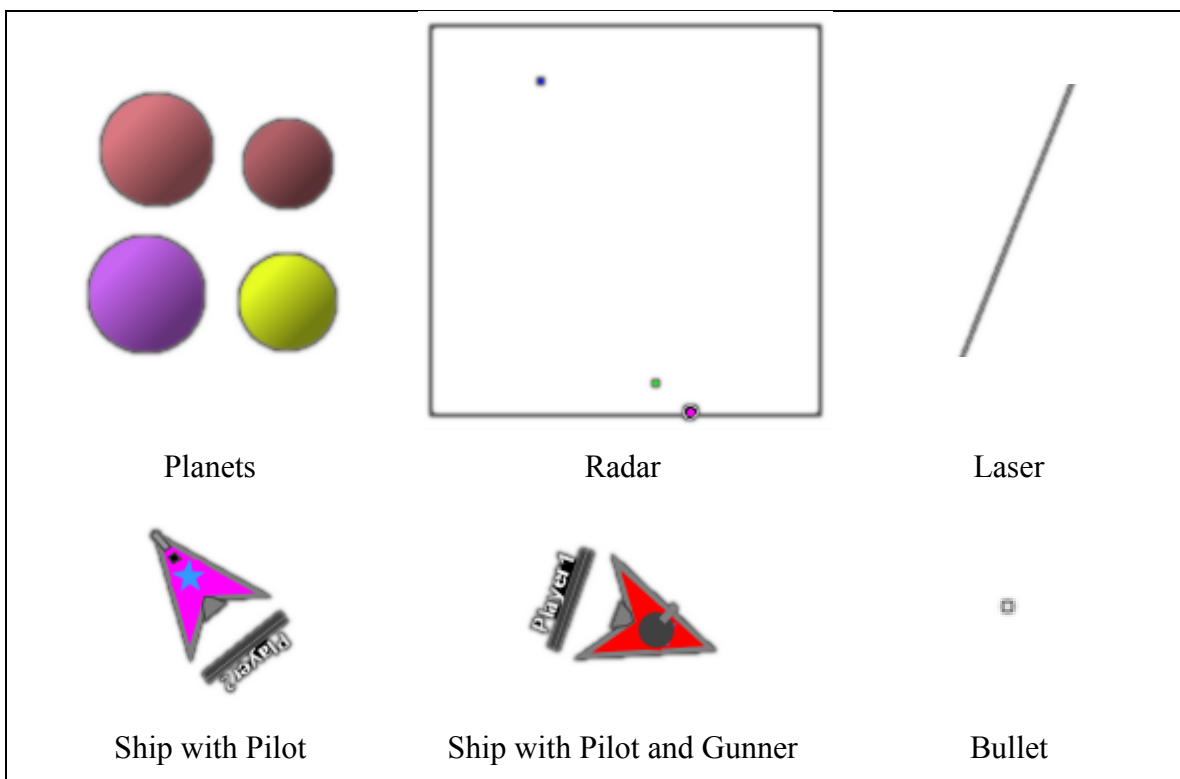 Planets
Radar
Laser
Player2
Player1
Ship with Pilot
Ship with Pilot and Gunner
Bullet